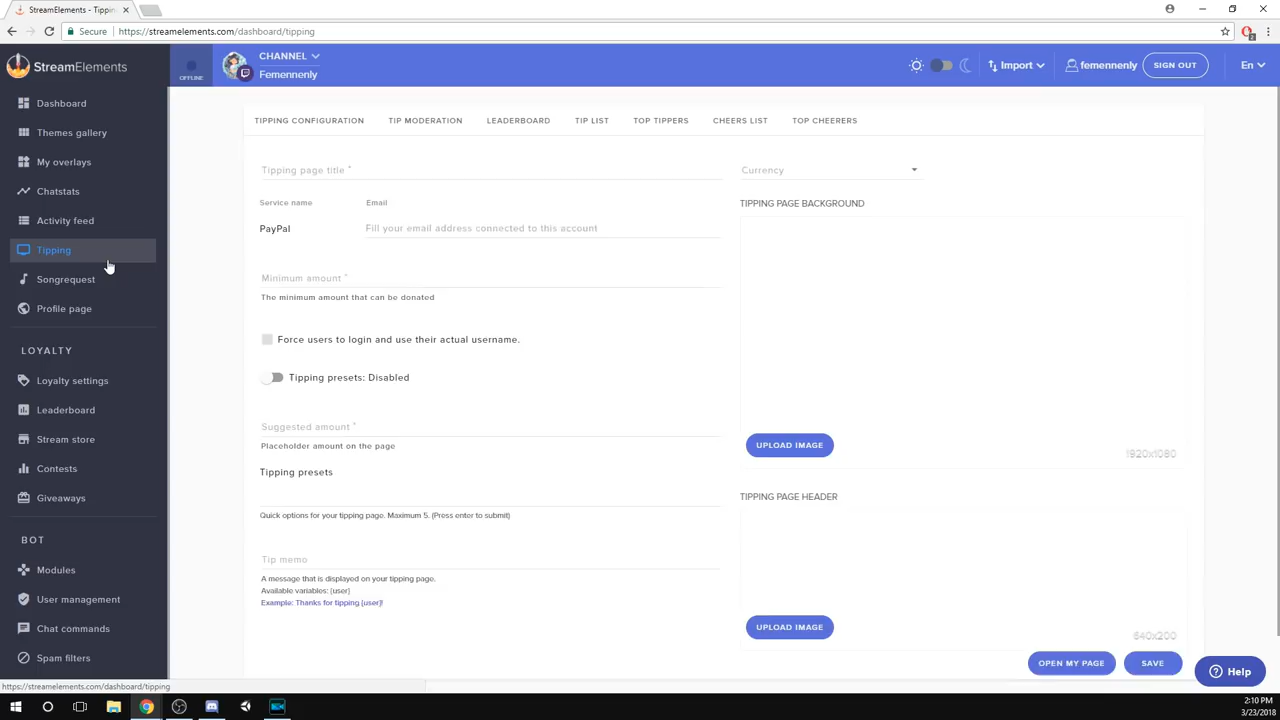 StreamElements - Tippin
Secure
https://streamelements.com/dashboard/tipping
StreamElements
OFFLINE
CHANNEL
Femennenly
Import
femennenly
SIGN OUT
En
Dashboard
Themes gallery
My overlays
Chatstats
Activity feed
Tipping
Songrequest
Profile page
LOYALTY
Loyalty settings
Leaderboard
Stream store
Contests
Giveaways
BOT
Modules
User management
Chat commands
Spam filters
TIPPING CONFIGURATION
TIP MODERATION
LEADERBOARD
TIP LIST
TOP TIPPERS
CHEERS LIST
TOP CHEERERS
Tipping page title *
Service name Email
PayPal Fill your email address connected to this account
Minimum amount *
The minimum amount that can be donated
Force users to login and use their actual username.
Tipping presets: Disabled
Suggested amount *
Placeholder amount on the page
Tipping presets
Quick options for your tipping page. Maximum 5. (Press enter to submit)
Tip memo
A message that is displayed on your tipping page.
Available variables: {user}
Example: Thanks for tipping {user}!
Currency
TIPPING PAGE BACKGROUND
UPLOAD IMAGE
1920x1080
TIPPING PAGE HEADER
UPLOAD IMAGE
640x200
OPEN MY PAGE
SAVE
Help
https://streamelements.com/dashboard/tipping
2:10 PM
3/23/2018